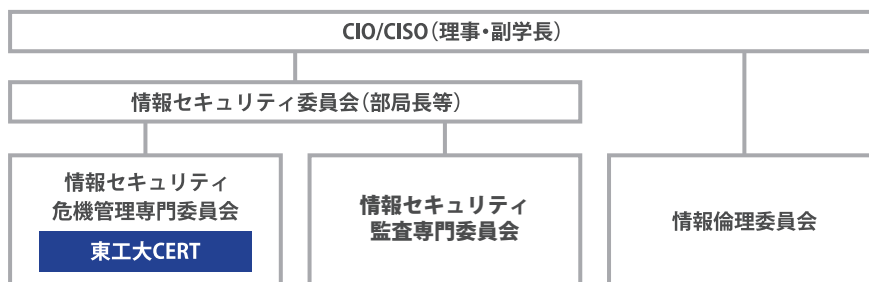 CIO/CISO(理事・副学長)
情報セキュリティ委員会(部局長等)
情報セキュリティ
危機管理専門委員会
東工大CERT
情報セキュリティ
監査専門委員会
情報倫理委員会